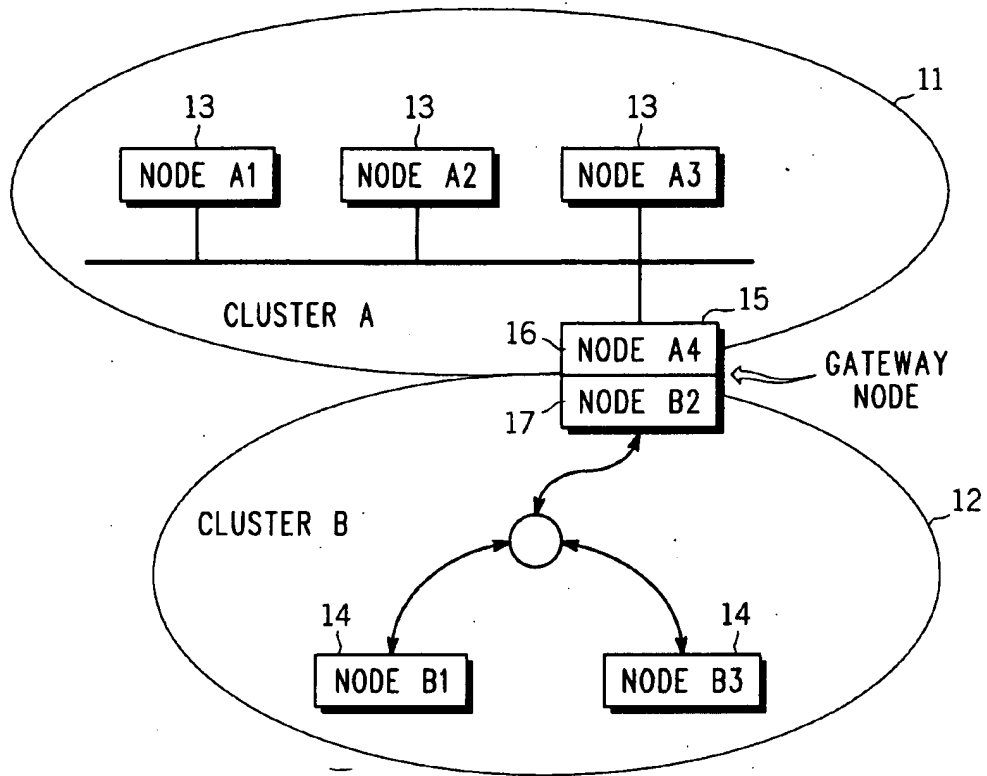 11
13
13
13
NODE A1
NODE A2
NODE A3
CLUSTER A
15
16
NODE A4
GATEWAY
NODE
17
NODE B2
12
CLUSTER B
14
14
NODE B1
NODE B3